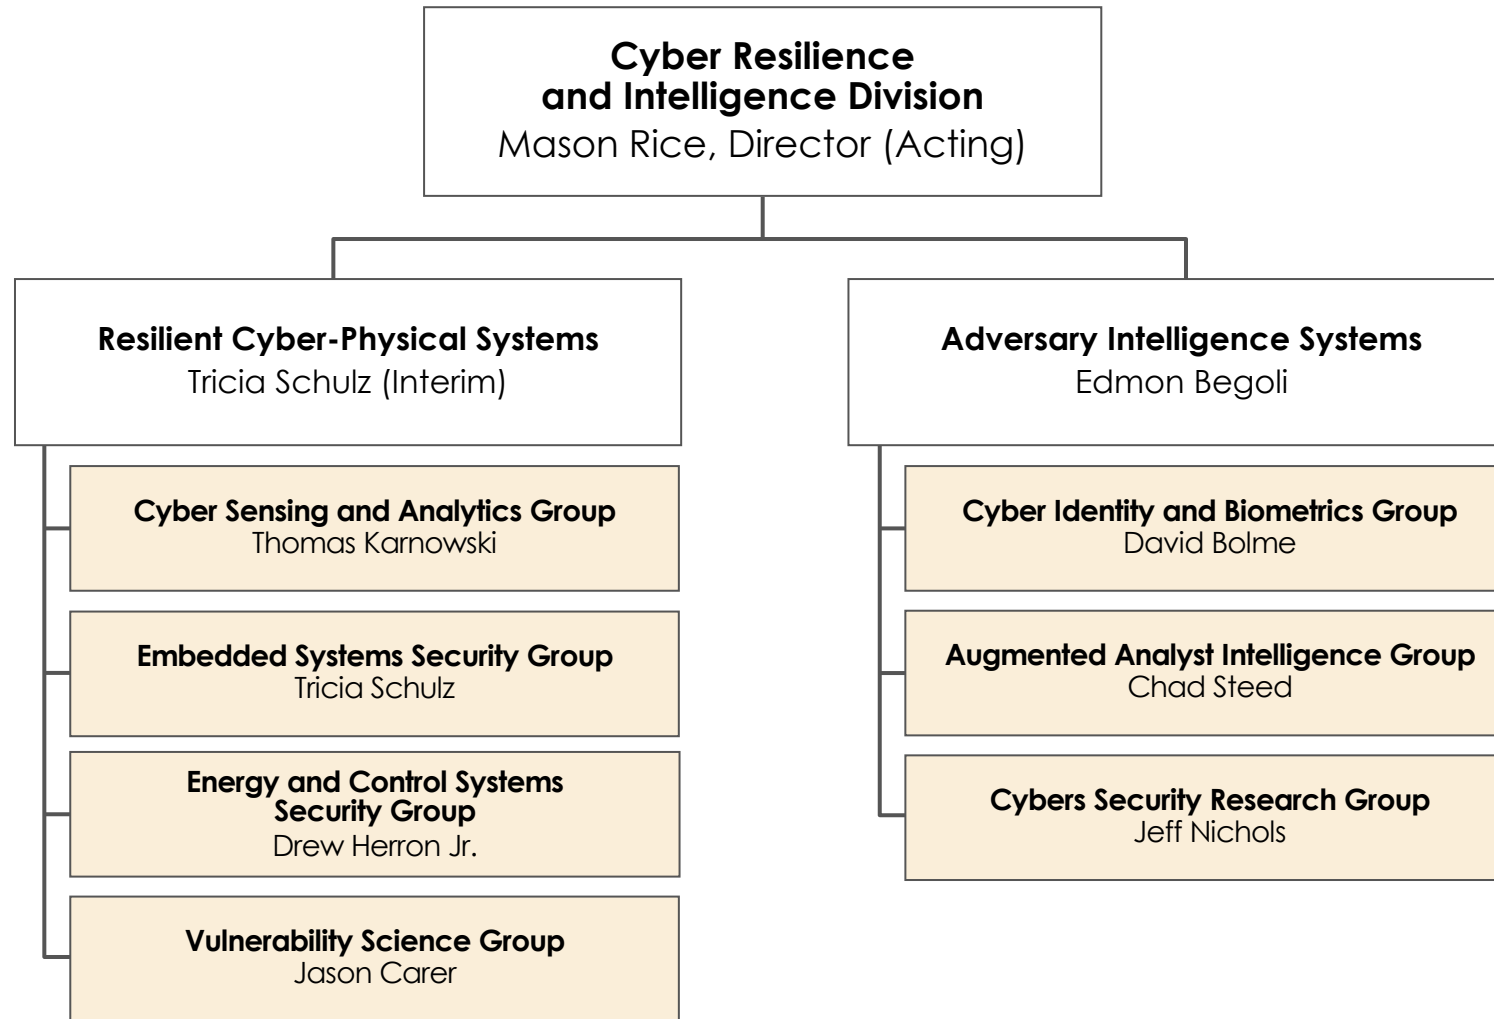 Cyber Resilience
and Intelligence Division
Mason Rice, Director (Acting)
Resilient Cyber-Physical Systems
Tricia Schulz (Interim)
Cyber Sensing and Analytics Group
Thomas Karnowski
Embedded Systems Security Group
Tricia Schulz
Energy and Control Systems
Security Group
Drew Herron Jr.
Vulnerability Science Group
Jason Carer
Adversary Intelligence Systems
Edmon Begoli
Cyber Identity and Biometrics Group
David Bolme
Augmented Analyst Intelligence Group
Chad Steed
Cybers Security Research Group
Jeff Nichols